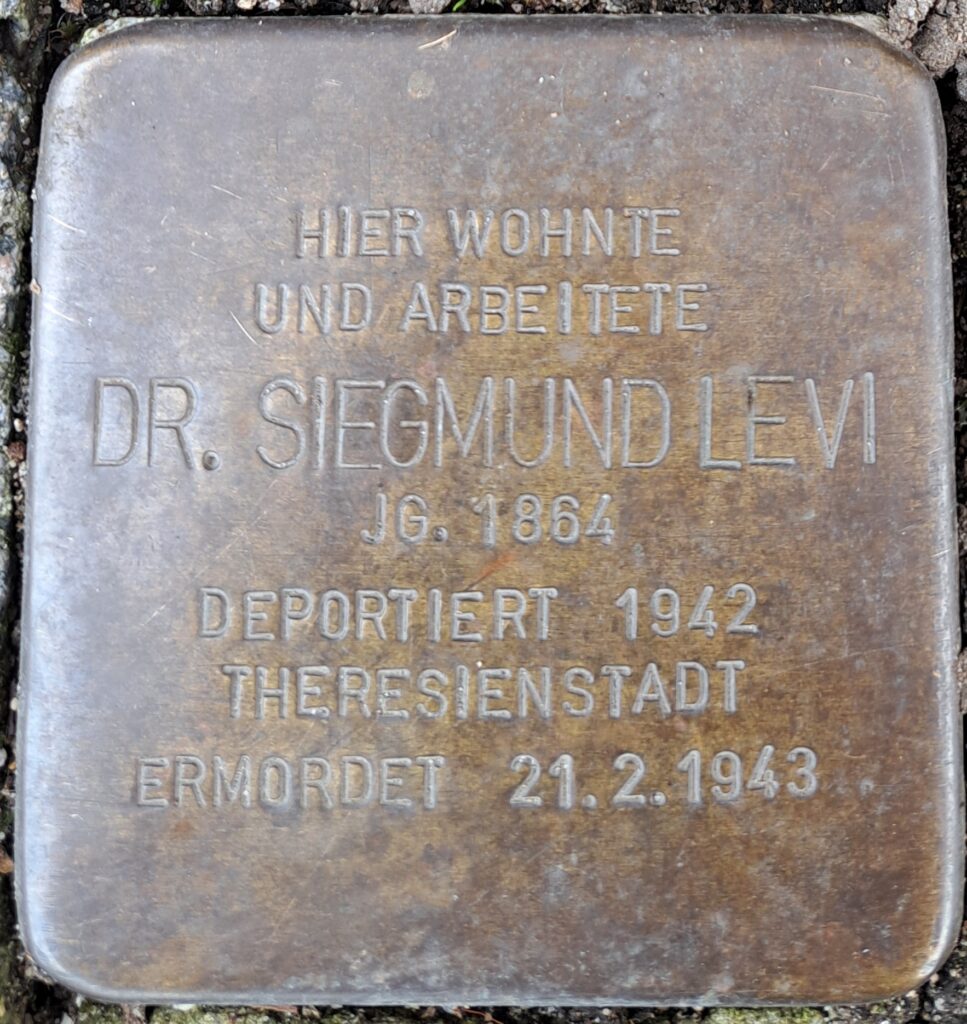 HIER WOHNTE
UND ARBEITETE
DR. SIEGMUND LEVI
JG. 1864
DEPORTIERT 1942
THERESIENSTADT
ERMORDET 21.2.1943